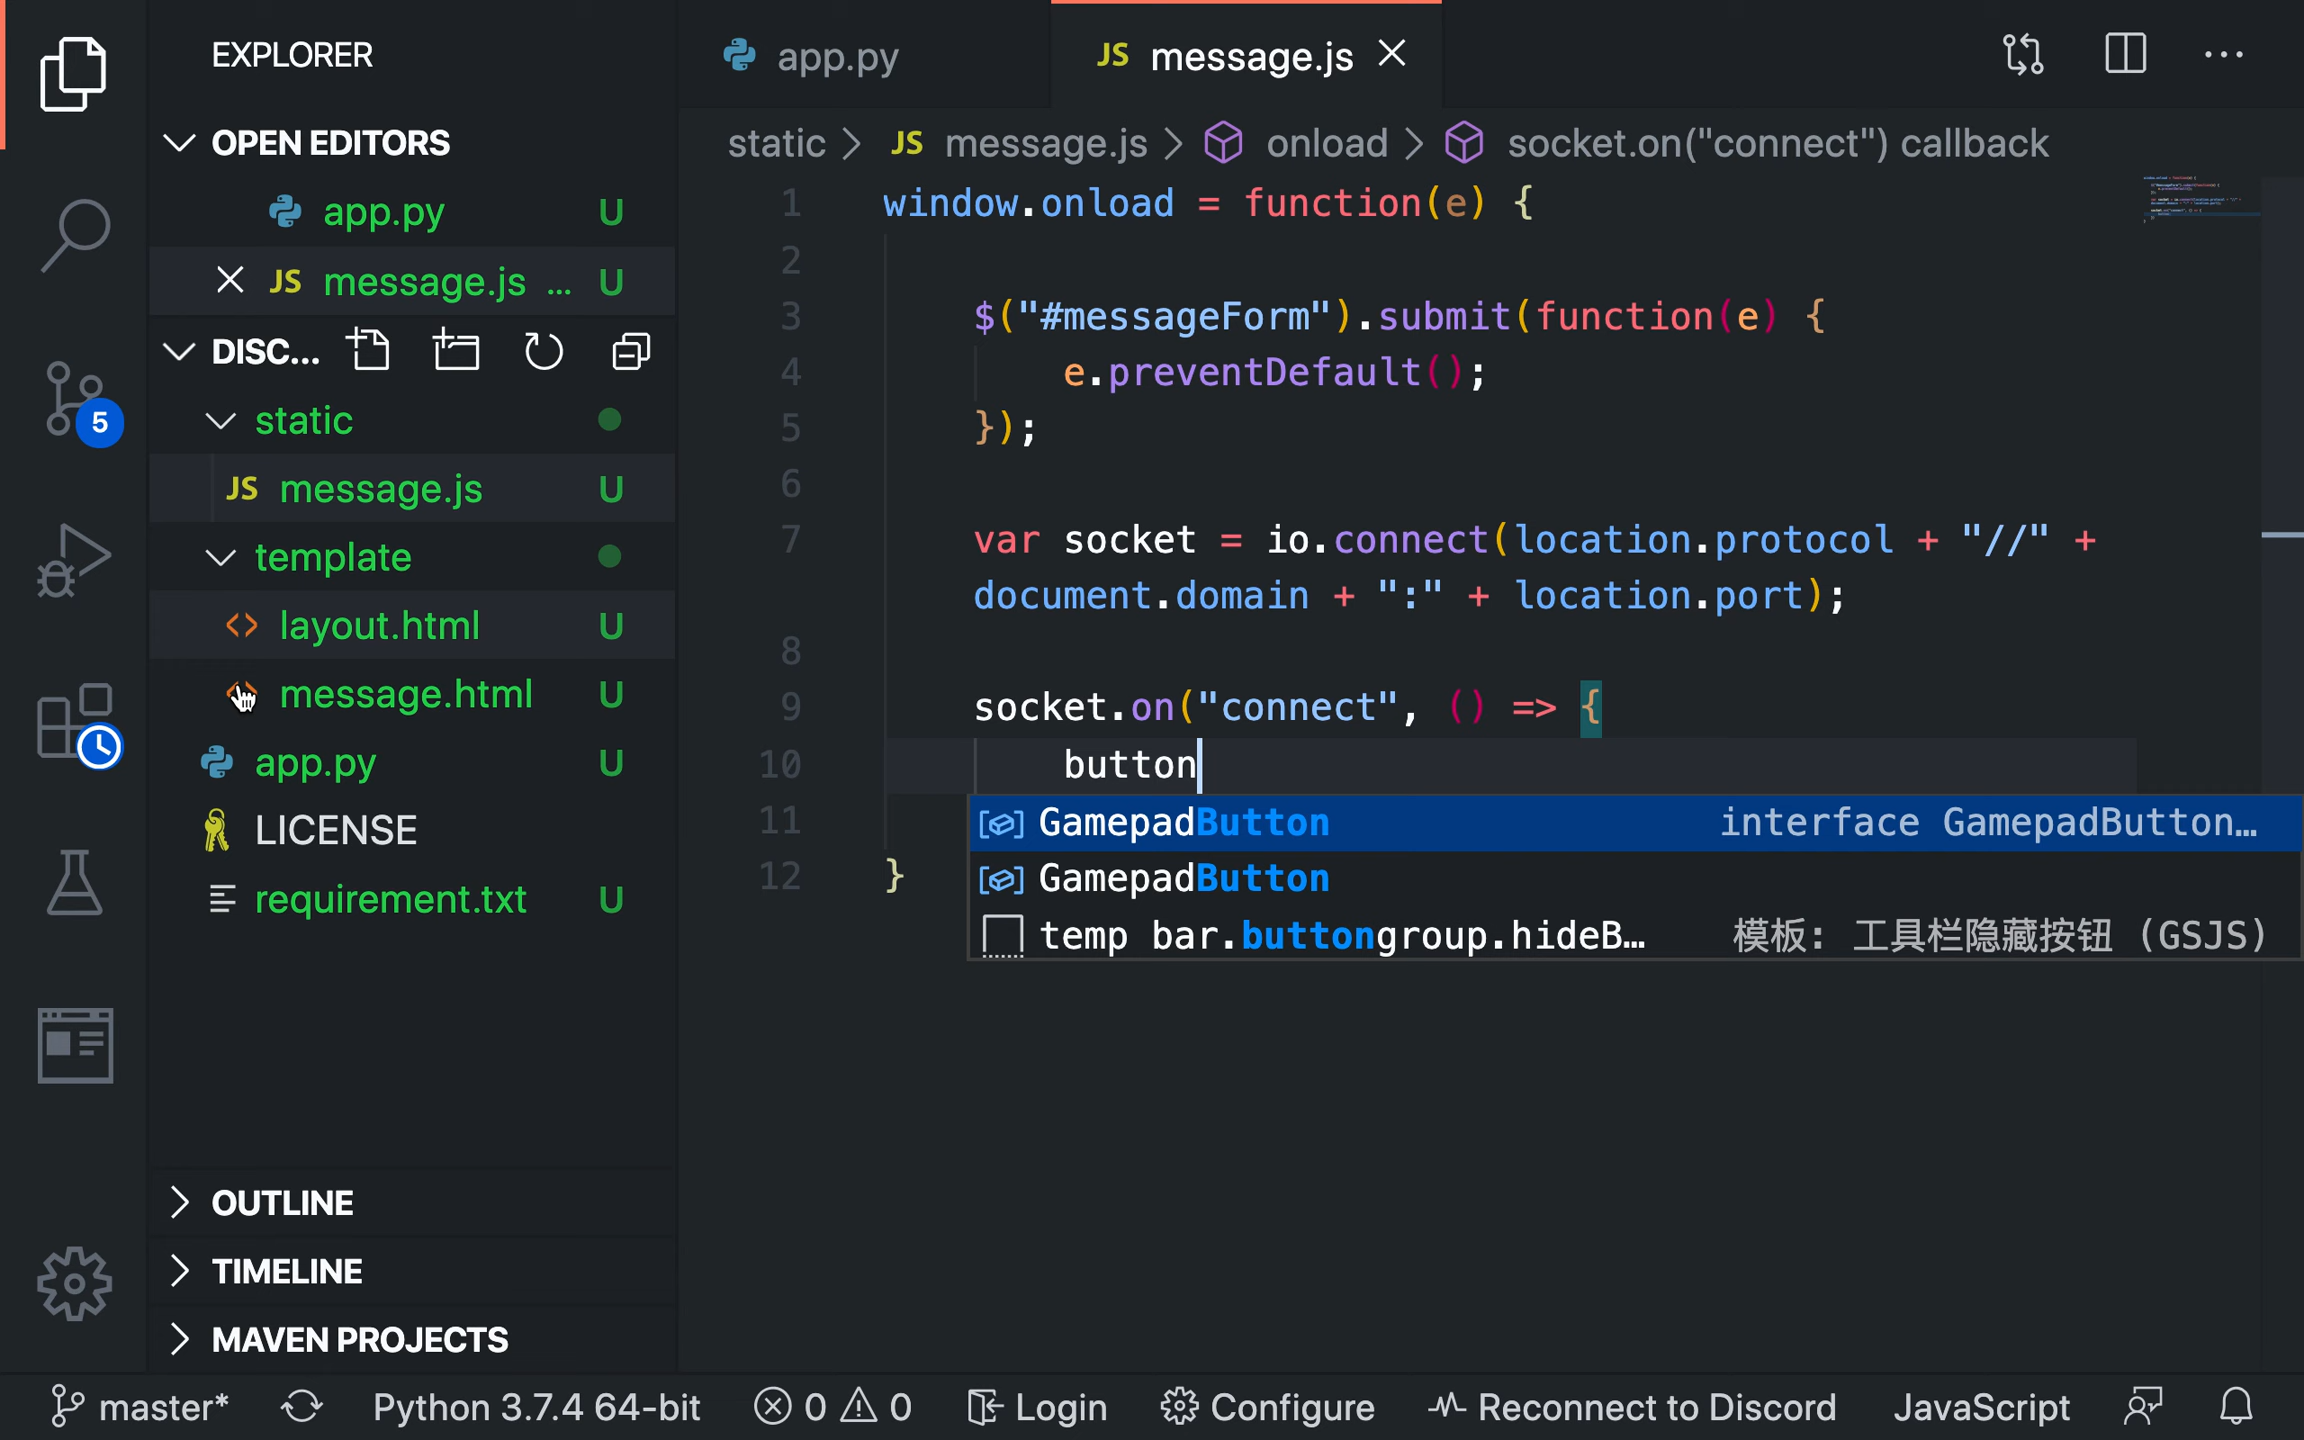 EXPLORER
OPEN EDITORS
app.py U
JS message.js ... U
DISC...
static
JS message.js U
template
<> layout.html U
message.html U
app.py U
LICENSE
requirement.txt U
OUTLINE
TIMELINE
MAVEN PROJECTS
5
app.py
JS message.js
static > JS message.js > onload > socket.on("connect") callback
1 window.onload = function(e) {
2
3 $("#messageForm").submit(function(e) {
4 e.preventDefault();
5 });
6
7 var socket = io.connect(location.protocol + "//" +
document.domain + ":" + location.port);
8
9 socket.on("connect", () => {
10 button
11
12 }
GamepadButton interface GamepadButton…
GamepadButton
temp bar.buttongroup.hideB… 模板: 工具栏隐藏按钮 (GSJS)
master* Python 3.7.4 64-bit 0 0 Login Configure Reconnect to Discord JavaScript